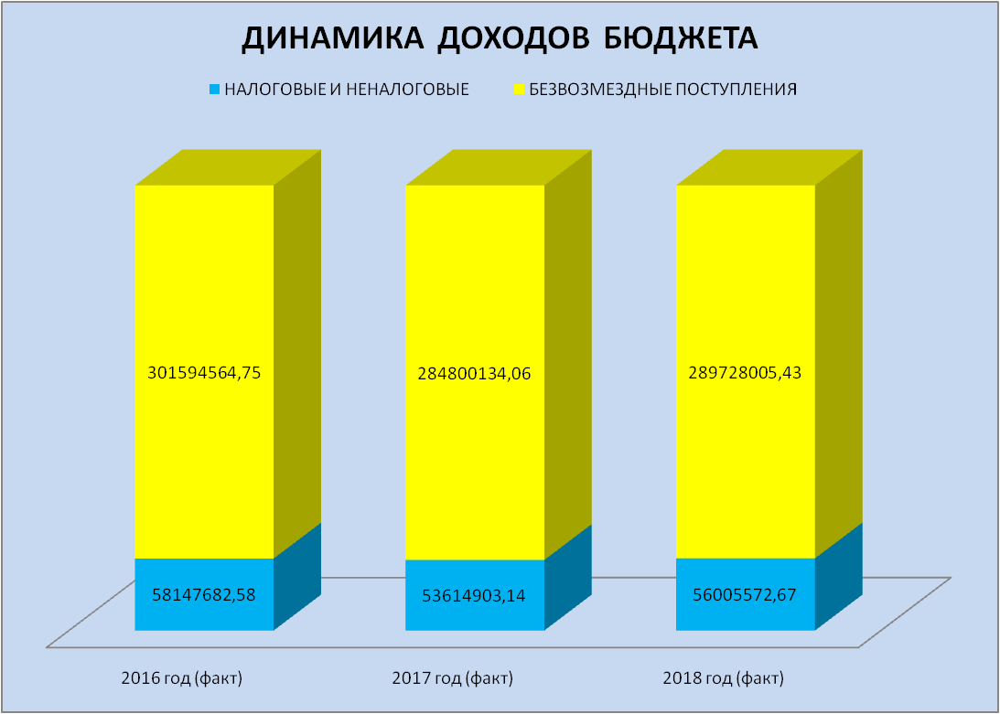 ДИНАМИКА ДОХОДОВ БЮДЖЕТА
НАЛОГОВЫЕ И НЕНАЛОГОВЫЕ БЕЗВОЗМЕЗДНЫЕ ПОСТУПЛЕНИЯ
301594564,75 284800134,06 289728005,43
58147682,58 53614903,14 56005572,67
2016 год (факт) 2017 год (факт) 2018 год (факт)